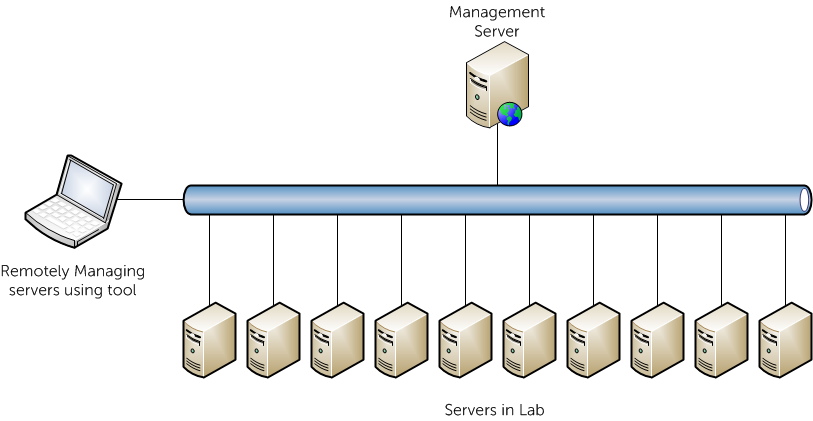 Management
Server
Remotely Managing
servers using tool
Servers in Lab